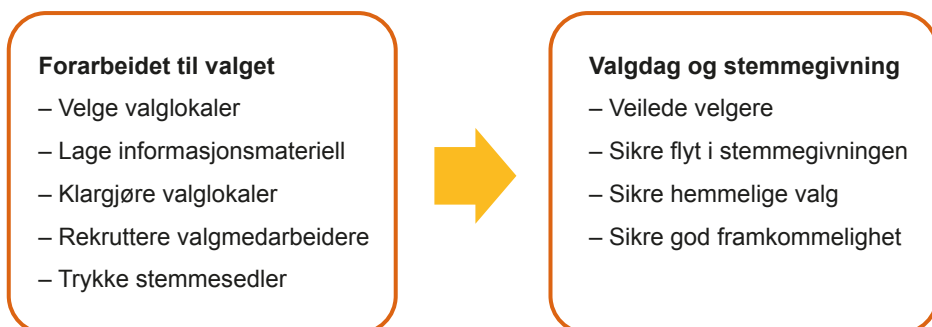 Forarbeidet til valget
– Velge valglokaler
– Lage informasjonsmateriell
– Klargjøre valglokaler
– Rekruttere valgmedarbeidere
– Trykke stemmesedler
Valgdag og stemmegivning
– Veilede velgere
– Sikre flyt i stemmegivningen
– Sikre hemmelige valg
– Sikre god framkommelighet